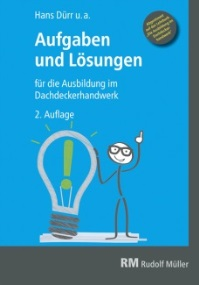 Hans Dürr u.a.
Aufgaben
und Lösungen
für die Ausbildung im
Dachdeckerhandwerk
2. Auflage
RM Rudolf Müller